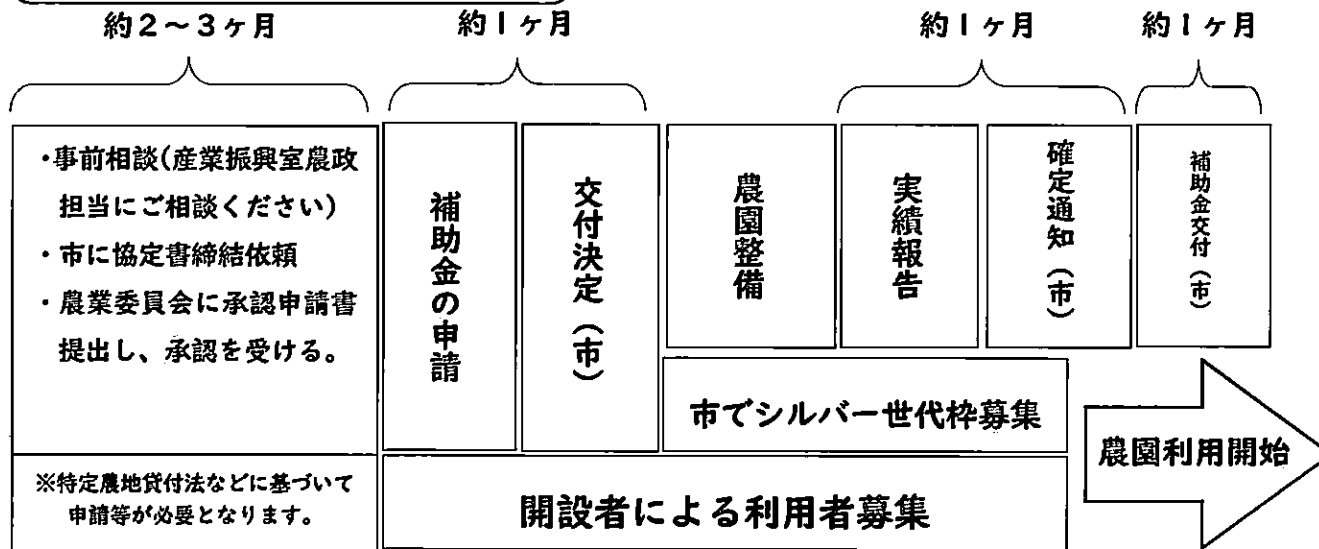 約2~3ヶ月
約1ヶ月
約1ヶ月
約1ヶ月
・事前相談(産業振興室農政
担当にご相談ください)
・市に協定書締結依頼
・農業委員会に承認申請書
提出し、承認を受ける。
補助金の申請
交付決定(市)
農園整備
実績報告
確定通知(市)
補助金交付(市)
市でシルバー世代枠募集
農園利用開始
※特定農地貸付法などに基づいて
申請等が必要となります。
開設者による利用者募集